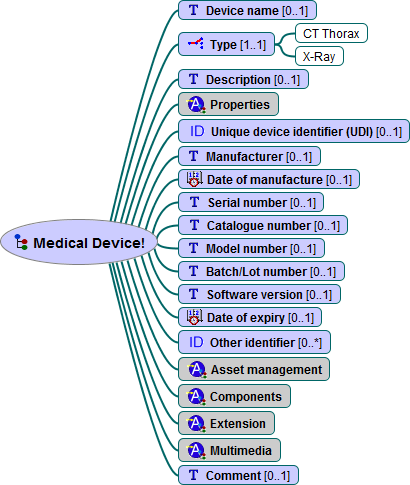 Device name [0..1]
Type [1..1]
CT Thorax
X-Ray
Description [0..1]
Properties
ID Unique device identifier (UDI) [0..1]
Manufacturer [0..1]
Date of manufacture [0..1]
Serial number [0..1]
Catalogue number [0..1]
Medical Device!
Model number [0..1]
Batch/Lot number [0..1]
Software version [0..1]
Date of expiry [0..1]
ID Other identifier [0..*]
Asset management
Components
Extension
Multimedia
Comment [0..1]